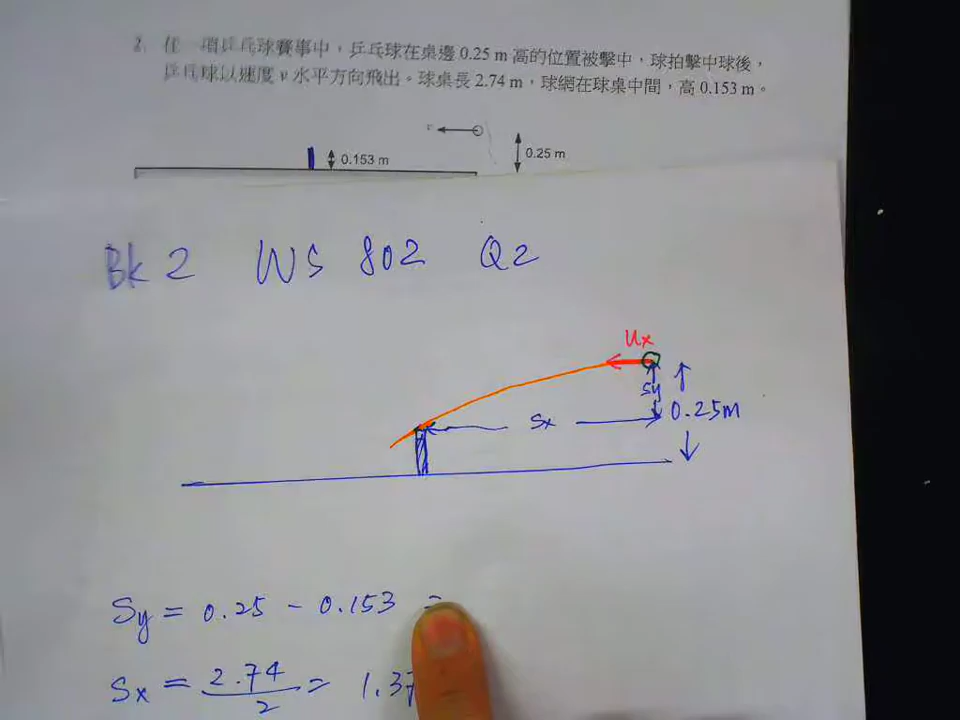 2. 在一場乒乓球賽事中，乒乓球在桌邊 0.25 m 高的位置被擊中，球拍擊中球後，
乒乓球以速度 v 水平方向飛出。球桌長 2.74 m，球網在球桌中間，高 0.153 m。
v
0.153 m
0.25 m
Bk 2 WS 802 Q2
Ux
Sy
0.25m
Sx
Sy = 0.25 - 0.153 =
Sx = 2.74/2 = 1.37